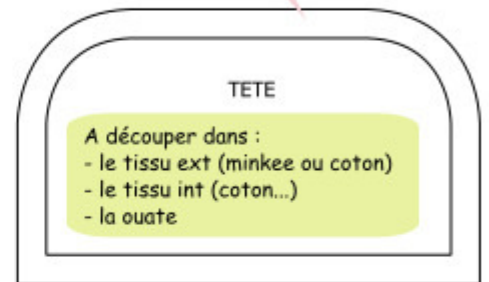 TETE
A découper dans :
- le tissu ext (minkee ou coton)
- le tissu int (coton...)
- la ouate